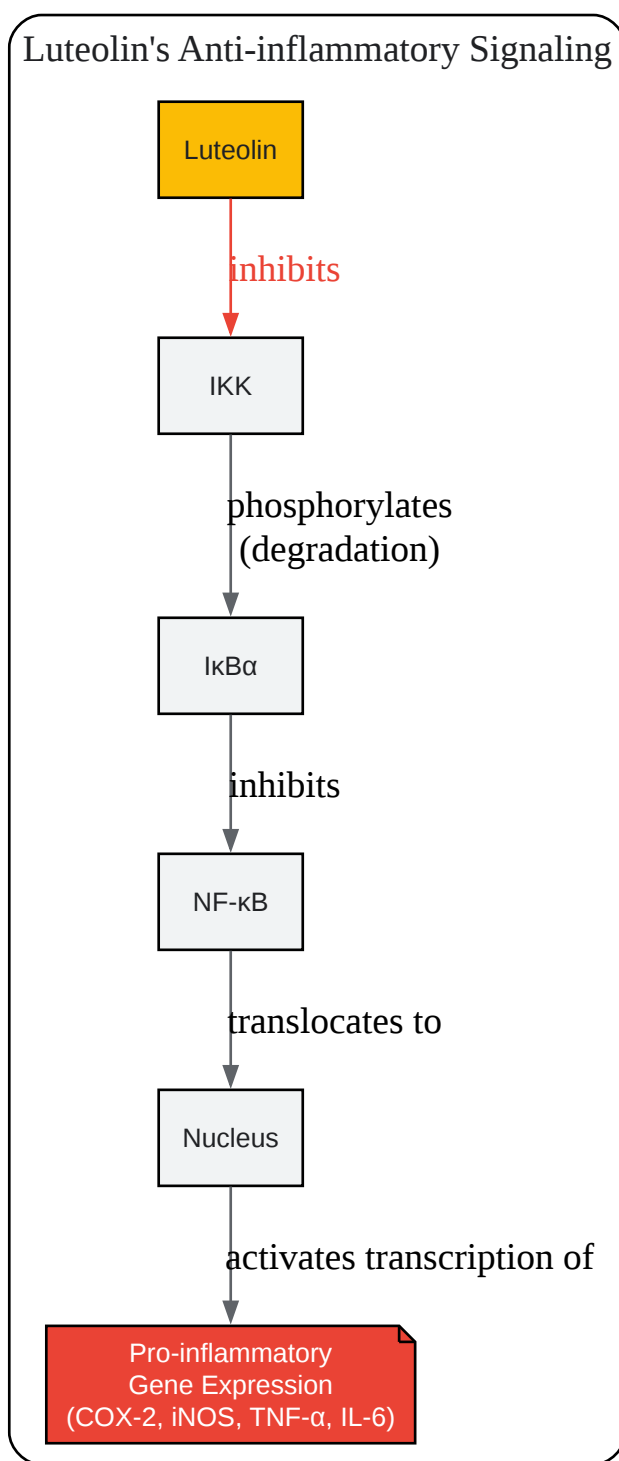 Luteolin's Anti-inflammatory Signaling
Luteolin
inhibits
IKK
phosphorylates
(degradation)
IκBα
inhibits
NF-κB
translocates to
Nucleus
activates transcription of
Pro-inflammatory
Gene Expression
(COX-2, iNOS, TNF-α, IL-6)